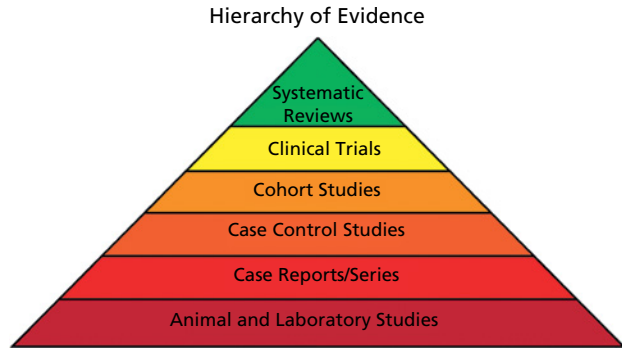 Hierarchy of Evidence
Systematic
Reviews
Clinical Trials
Cohort Studies
Case Control Studies
Case Reports/Series
Animal and Laboratory Studies